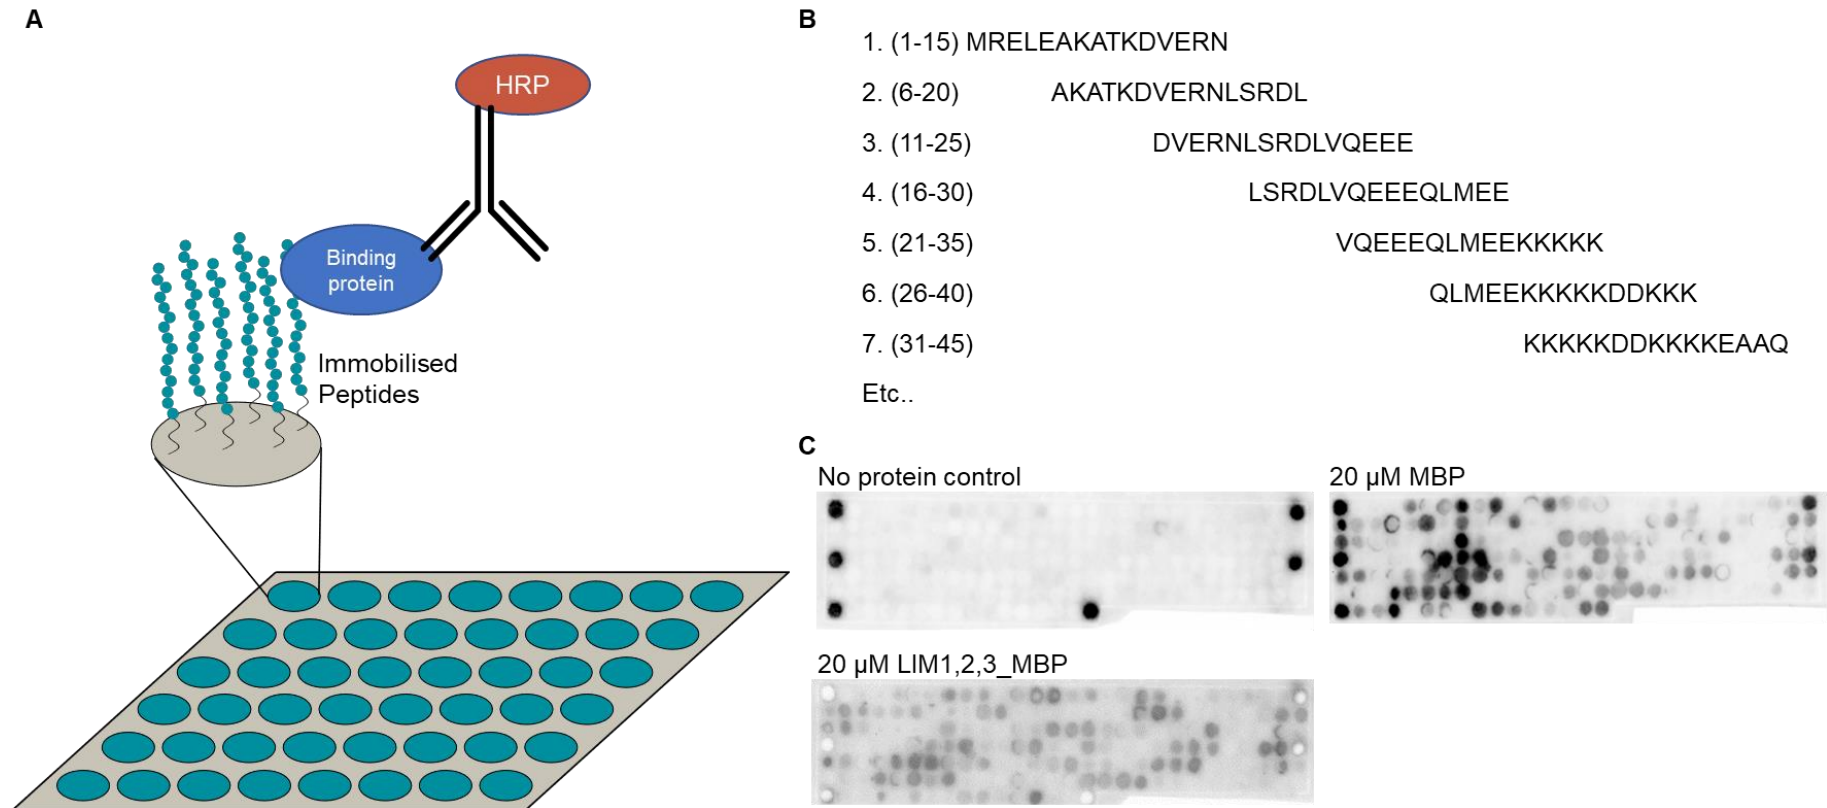 A
HRP
Binding
protein
Immobilised
Peptides
B
1. (1-15) MRELEAKATKDVERN
2. (6-20) AKATKDVERNLSRDL
3. (11-25) DVERNLSRDLVQEEE
4. (16-30) LSRDLVQEEEQLMEE
5. (21-35) VQEEEQLMEEKKKKK
6. (26-40) QLMEEKKKKKDDKKK
7. (31-45) KKKKKDDKKKKEAAQ
Etc..
C
No protein control
20 µM MBP
20 µM LIM1,2,3_MBP